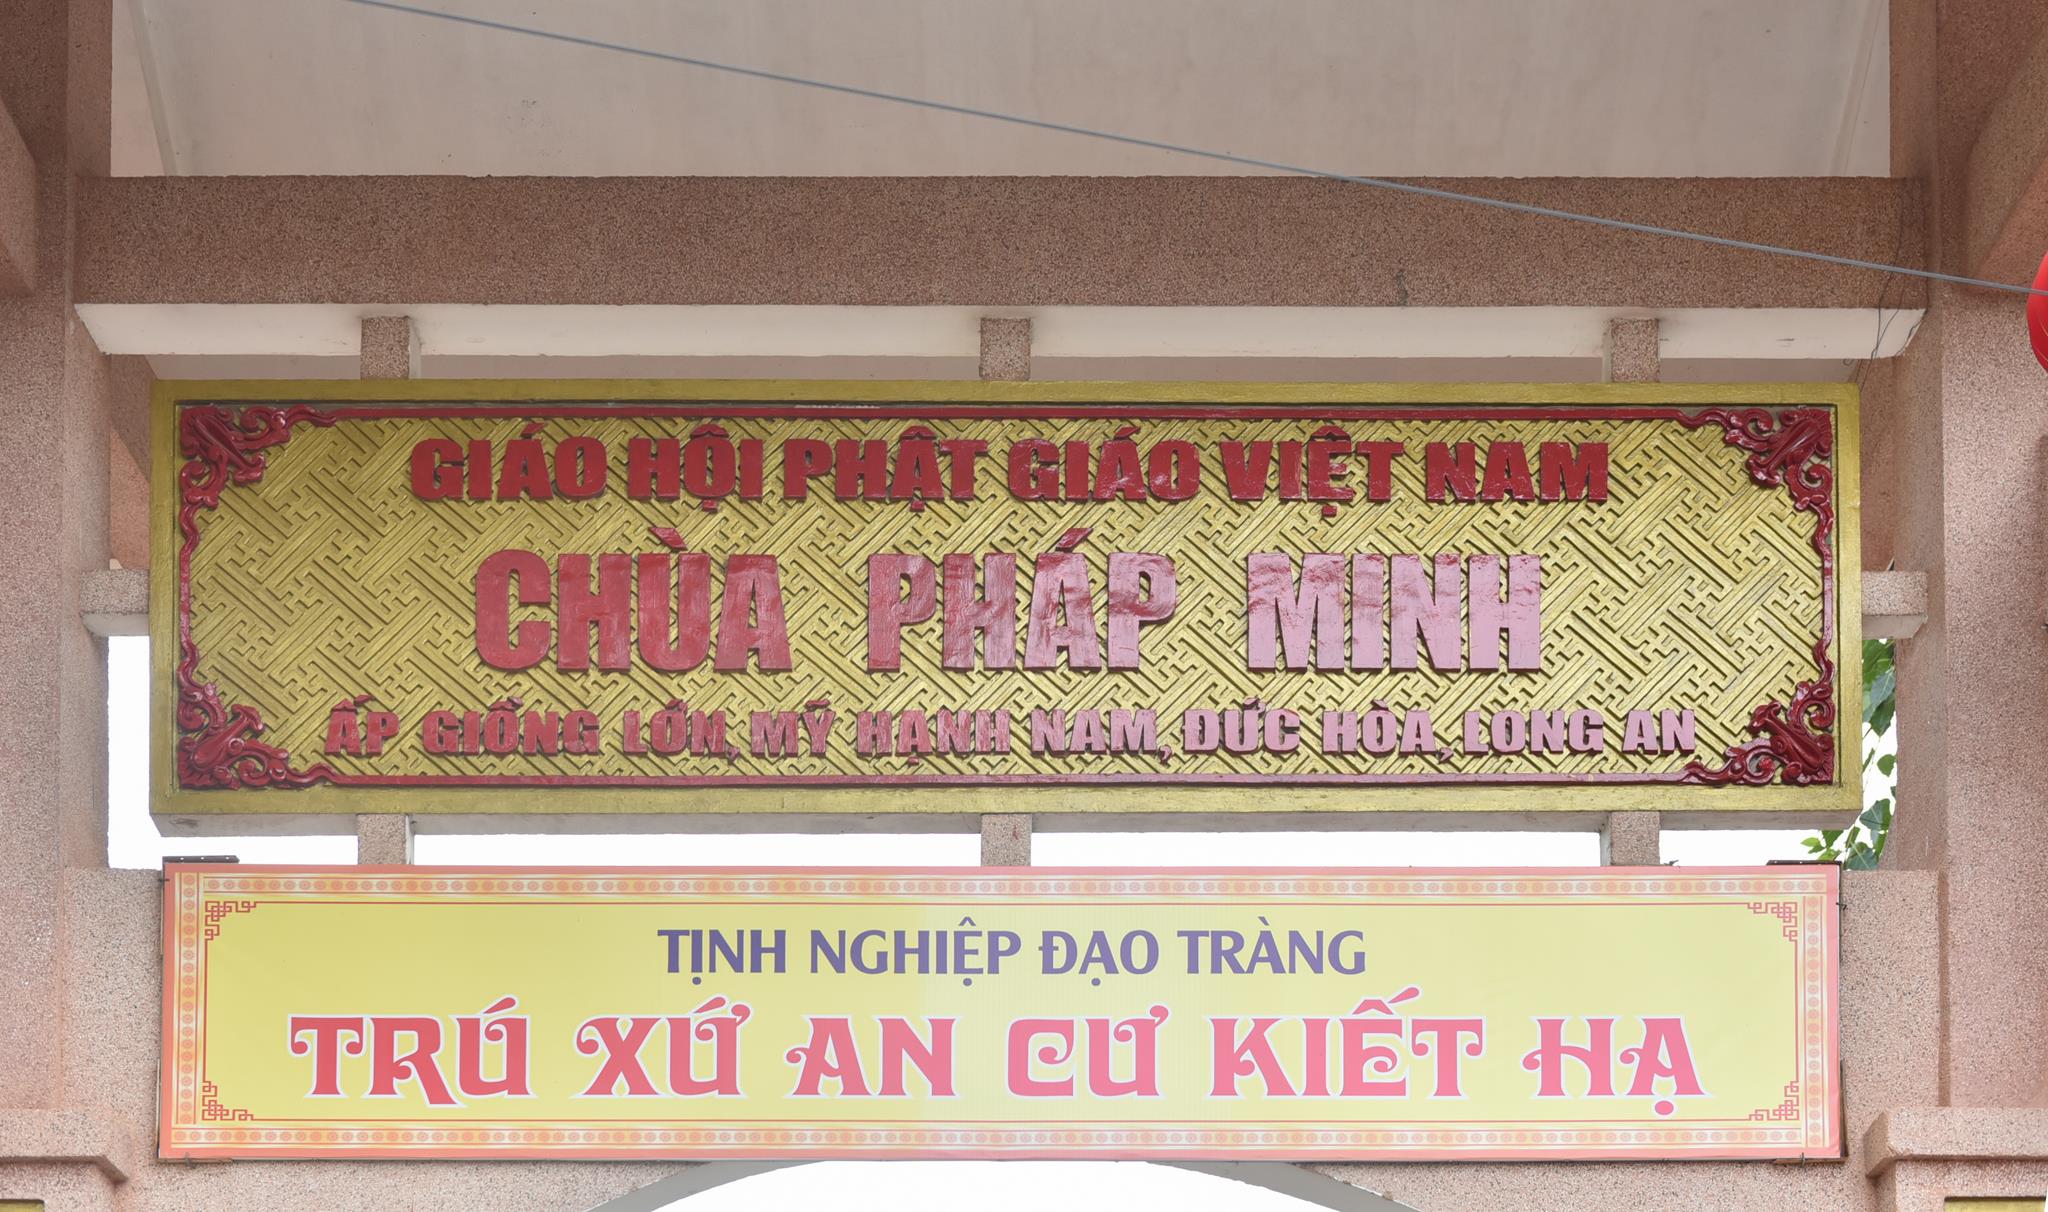 GIÁO HỘI PHẬT GIÁO VIỆT NAM
CHÙA PHÁP MINH
ẤP GIỒNG LỚN, MỸ HẠNH NAM, ĐỨC HÒA, LONG AN
TỊNH NGHIỆP ĐẠO TRÀNG
TRÚ XỨ AN CƯ KIẾT HẠ